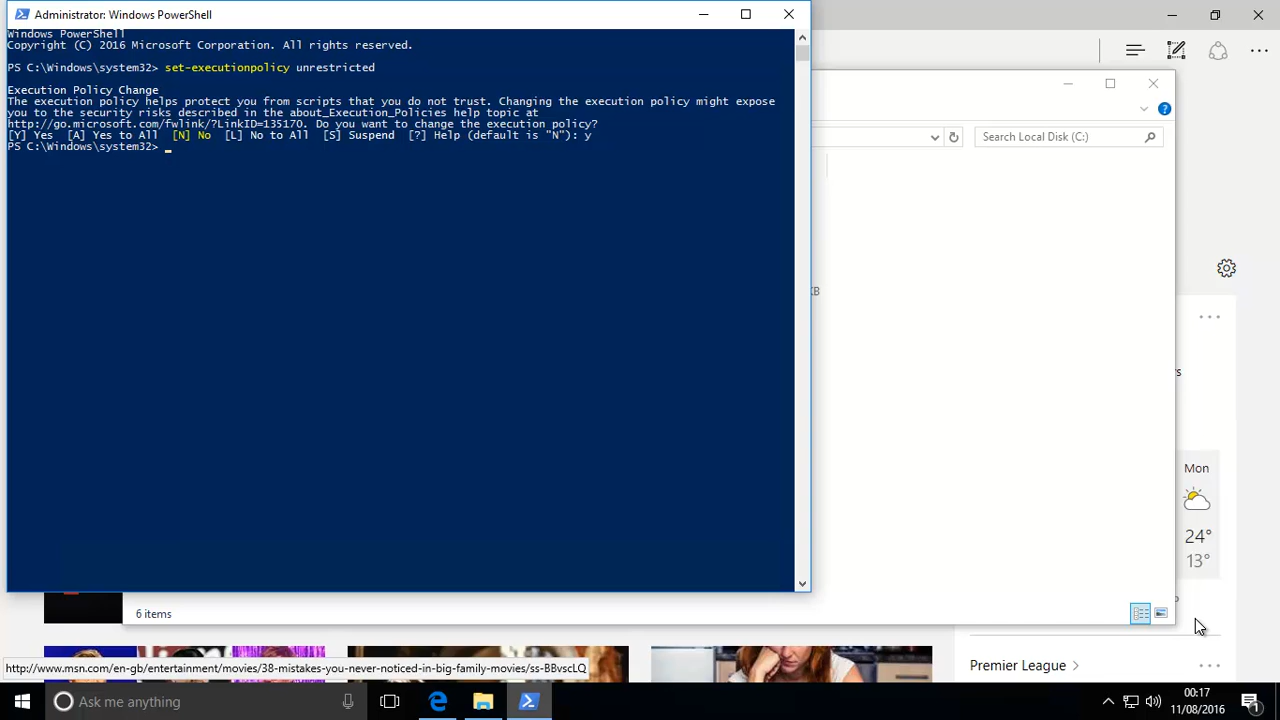 Administrator: Windows PowerShell
Windows PowerShell
Copyright (C) 2016 Microsoft Corporation. All rights reserved.
PS C:\Windows\system32> set-executionpolicy unrestricted
Execution Policy Change
The execution policy helps protect you from scripts that you do not trust. Changing the execution policy might expose
you to the security risks described in the about_Execution_Policies help topic at
http://go.microsoft.com/fwlink/?LinkID=135170. Do you want to change the execution policy?
[Y] Yes  [A] Yes to All  [N] No  [L] No to All  [S] Suspend  [?] Help (default is "N"): y
PS C:\Windows\system32> _
Search Local Disk (C:)
Mon
24°
13°
6 items
Premier League
http://www.msn.com/en-gb/entertainment/movies/38-mistakes-you-never-noticed-in-big-family-movies/ss-BBvscLQ
Ask me anything
00:17
11/08/2016
1